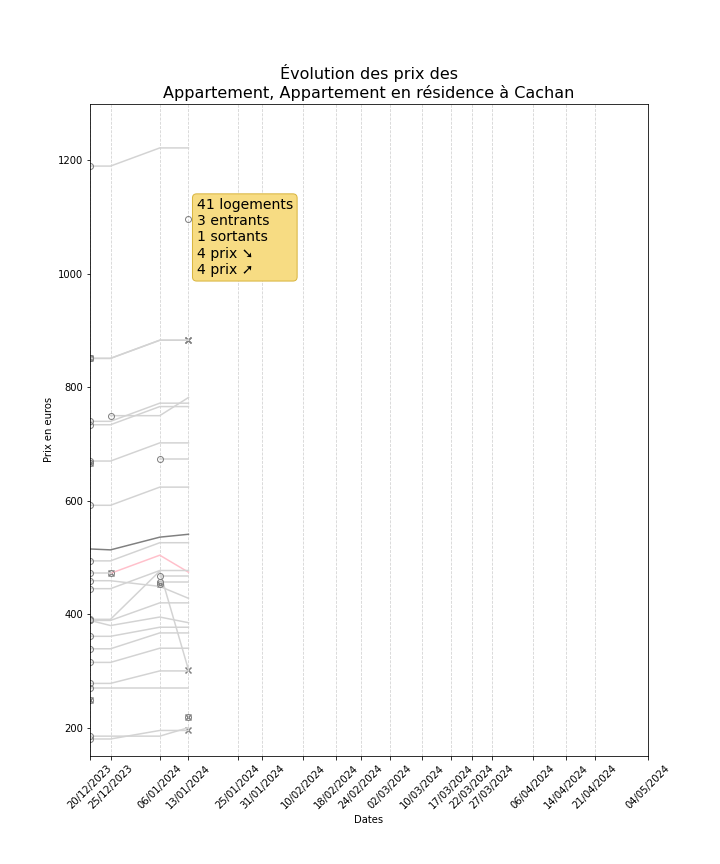 Évolution des prix des
Appartement, Appartement en résidence à Cachan
1200
1000
800
600
400
200
Prix en euros
41 logements
3 entrants
1 sortants
4 prix ↘
4 prix ↗
20/12/2023
25/12/2023
06/01/2024
13/01/2024
25/01/2024
31/01/2024
10/02/2024
18/02/2024
24/02/2024
02/03/2024
10/03/2024
17/03/2024
22/03/2024
27/03/2024
06/04/2024
14/04/2024
21/04/2024
04/05/2024
Dates